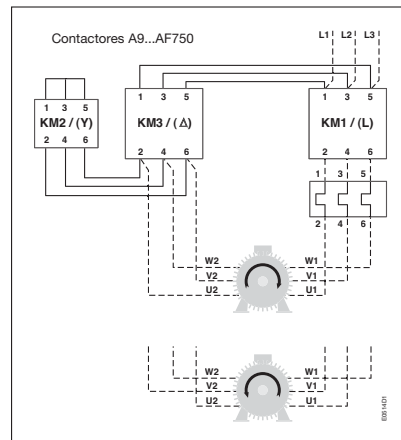 Contactores A9...AF750
L1 L2 L3
1 3 5
KM2 / (Y)
2 4 6
1 3 5
KM3 / (Δ)
2 4 6
1 3 5
KM1 / (L)
2 4 6
1 3 5
2 4 6
W2 W1
V2 V1
U2 U1
W2 W1
V2 V1
U2 U1
E0514D1